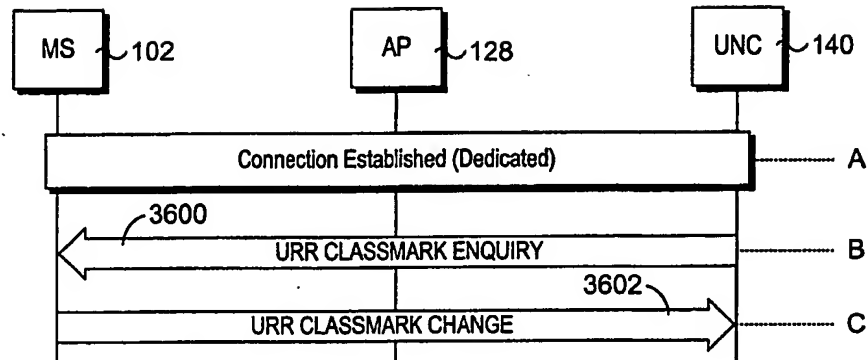 MS 102 AP 128 UNC 140
Connection Established (Dedicated) A
3600
URR CLASSMARK ENQUIRY B
3602
URR CLASSMARK CHANGE C